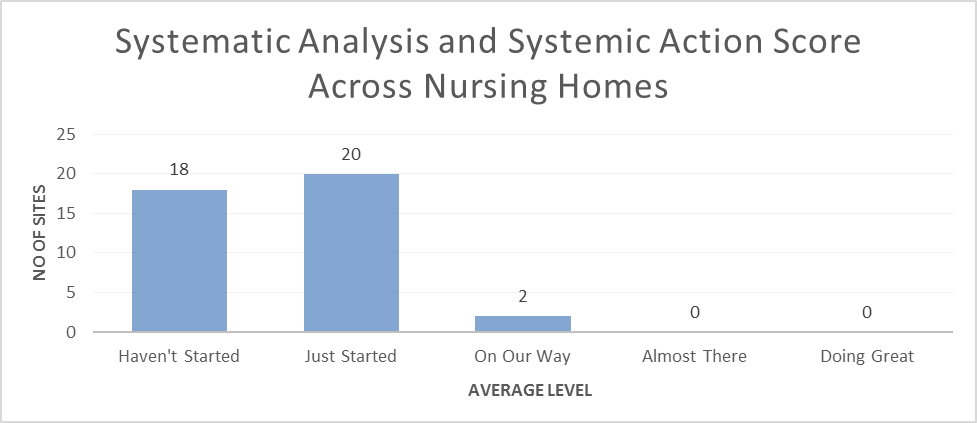 Systematic Analysis and Systemic Action Score
Across Nursing Homes
NO OF SITES
25
20
15
10
5
0
18
20
2
0
0
Haven't Started
Just Started
On Our Way
Almost There
Doing Great
AVERAGE LEVEL